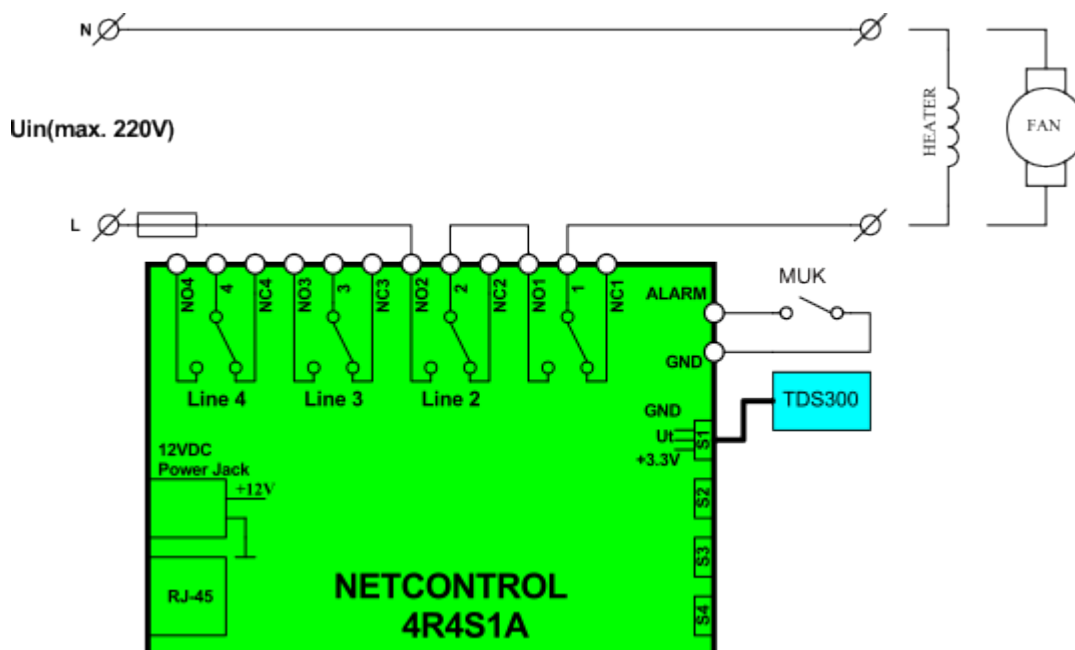 N
Uin(max. 220V)
HEATER
FAN
L
NO4
4
NC4
NO3
3
NC3
NO2
2
NC2
NO1
1
NC1
ALARM
MUK
GND
Line 4
Line 3
Line 2
TDS300
GND
Ut
+3.3V
S1
12VDC
Power Jack
+12V
S2
S3
RJ-45
NETCONTROL
4R4S1A
S4